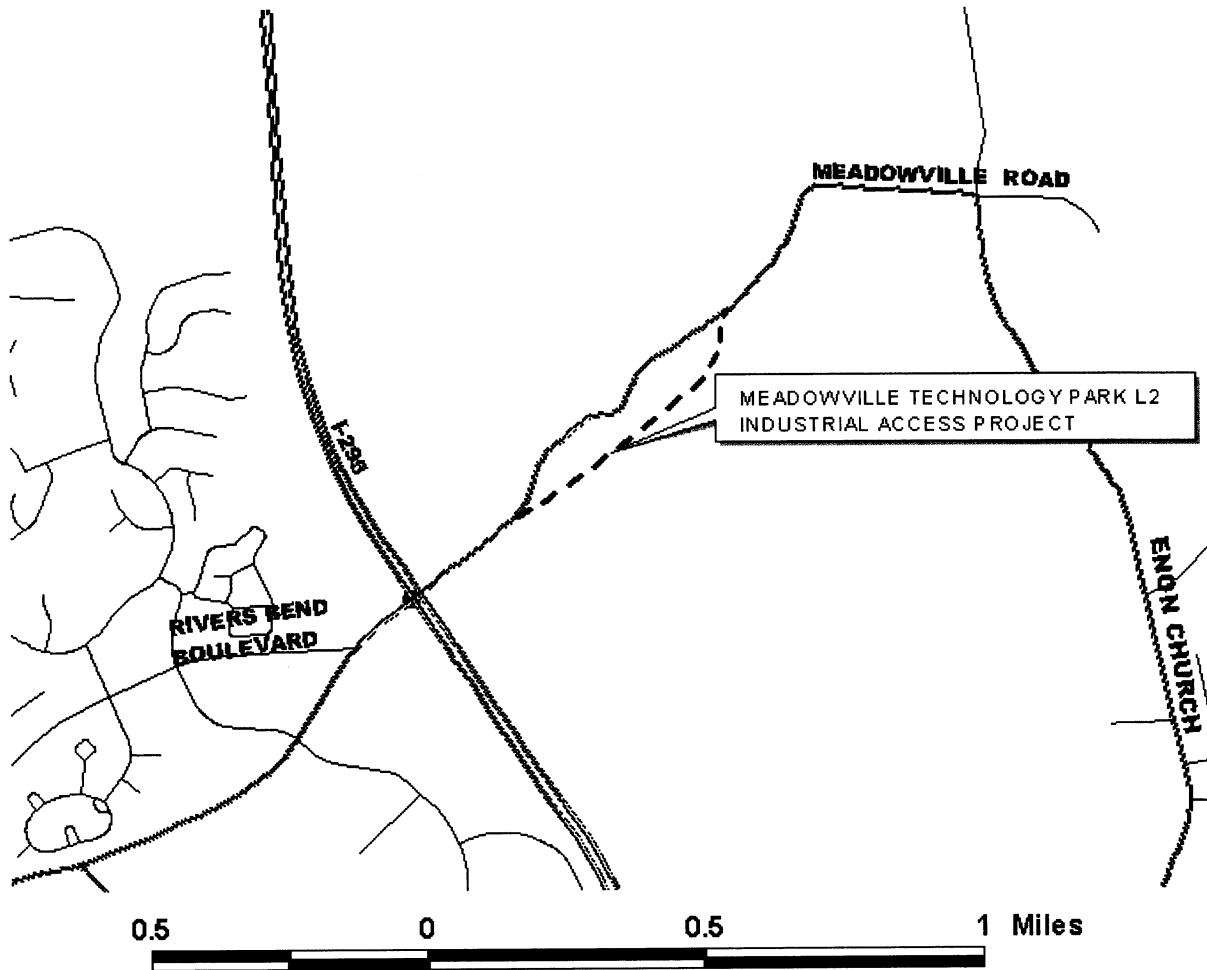 MEADOWVILLE ROAD
MEADOWVILLE TECHNOLOGY PARK L2
INDUSTRIAL ACCESS PROJECT
I-295
RIVERS BEND
BOULEVARD
ENON CHURCH
0.5 0 0.5 1 Miles